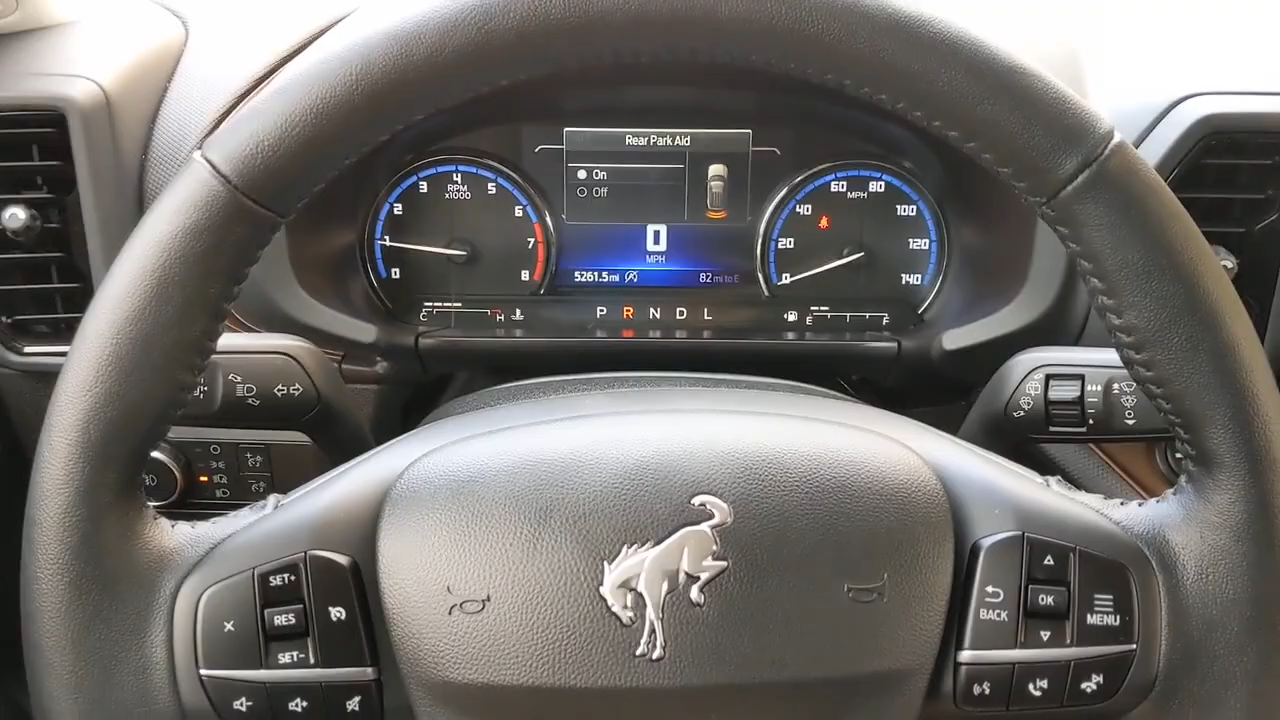 Rear Park Aid
On
Off
0
MPH
5261.5 mi
82 mi to E
0
1
2
3
4
5
6
7
8
RPM
x1000
0
20
40
60
80
100
120
140
MPH
C
H
P R N D L
E
F
SET+
RES
SET-
BACK
OK
MENU